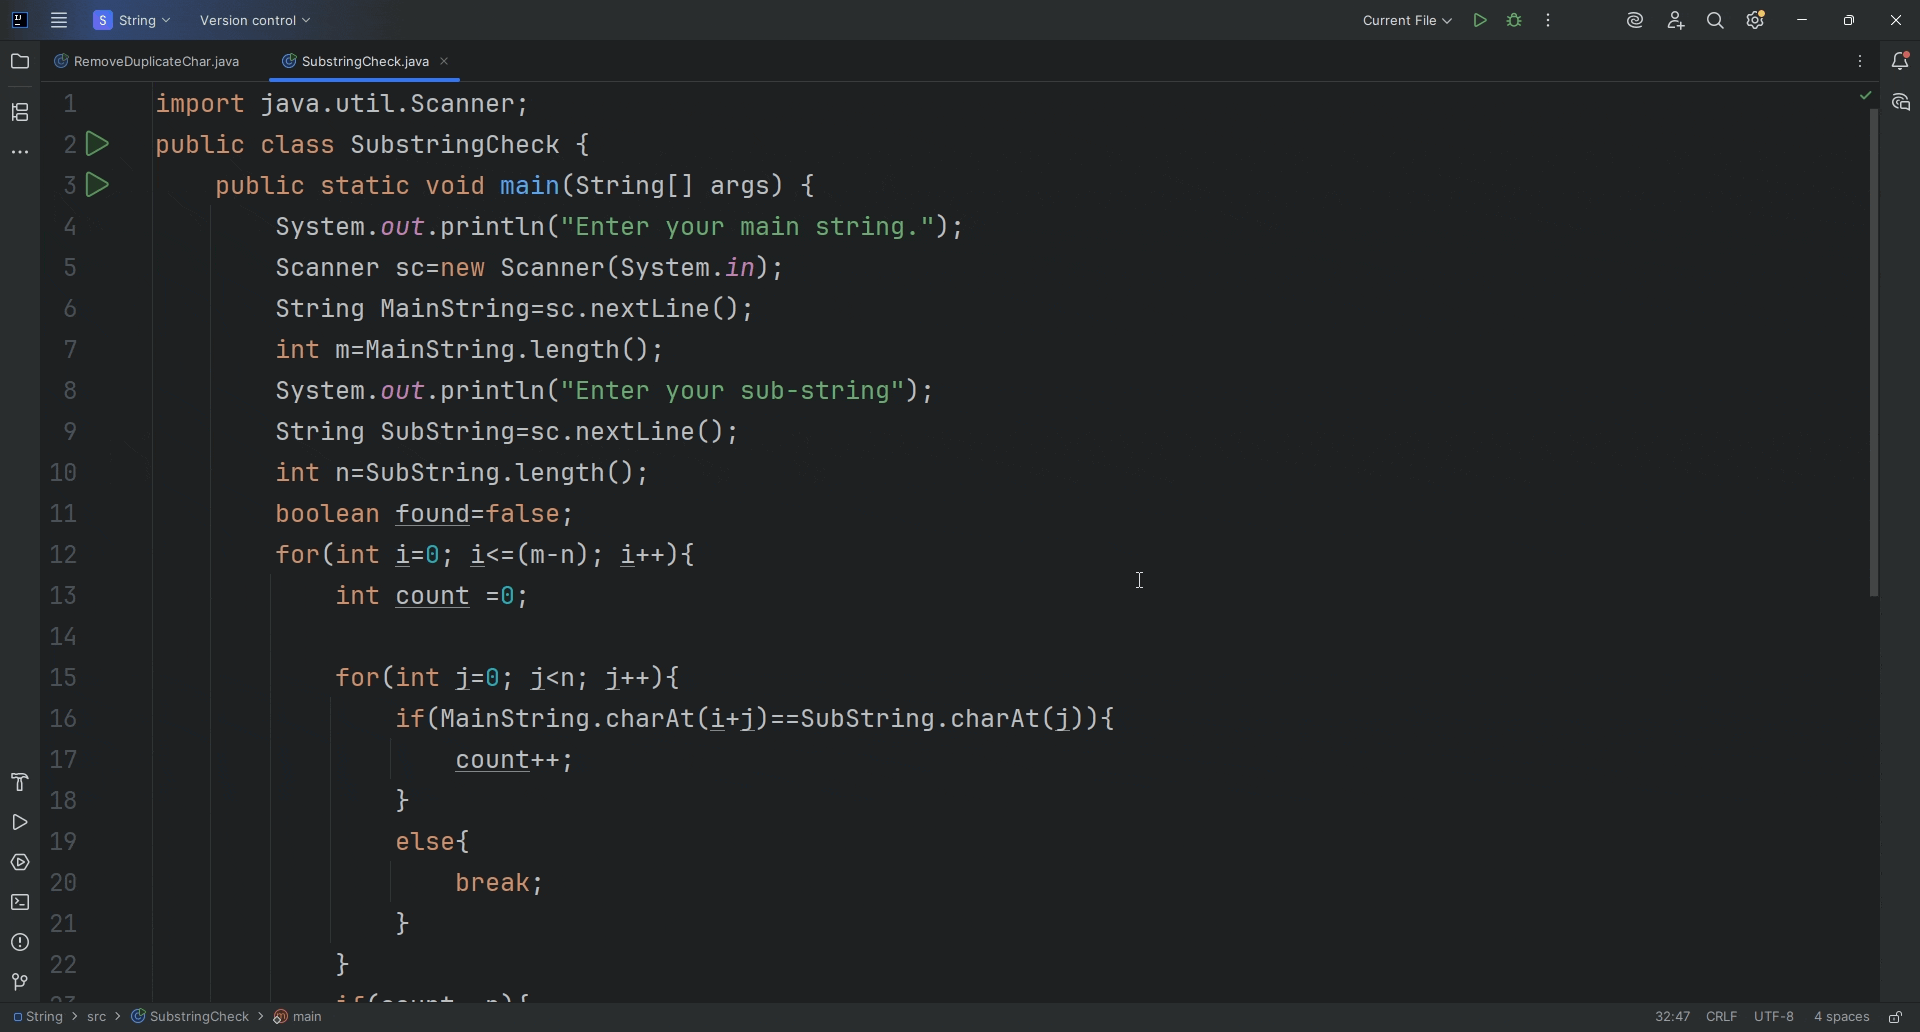 String Version control Current File
RemoveDuplicateChar.java SubstringCheck.java
1 import java.util.Scanner;
2 public class SubstringCheck {
3 public static void main(String[] args) {
4 System.out.println("Enter your main string.");
5 Scanner sc=new Scanner(System.in);
6 String MainString=sc.nextLine();
7 int m=MainString.length();
8 System.out.println("Enter your sub-string");
9 String SubString=sc.nextLine();
10 int n=SubString.length();
11 boolean found=false;
12 for(int i=0; i<=(m-n); i++){
13 int count =0;
14
15 for(int j=0; j<n; j++){
16 if(MainString.charAt(i+j)==SubString.charAt(j)){
17 count++;
18 }
19 else{
20 break;
21 }
22 }
String > src > SubstringCheck > main 32:47 CRLF UTF-8 4 spaces